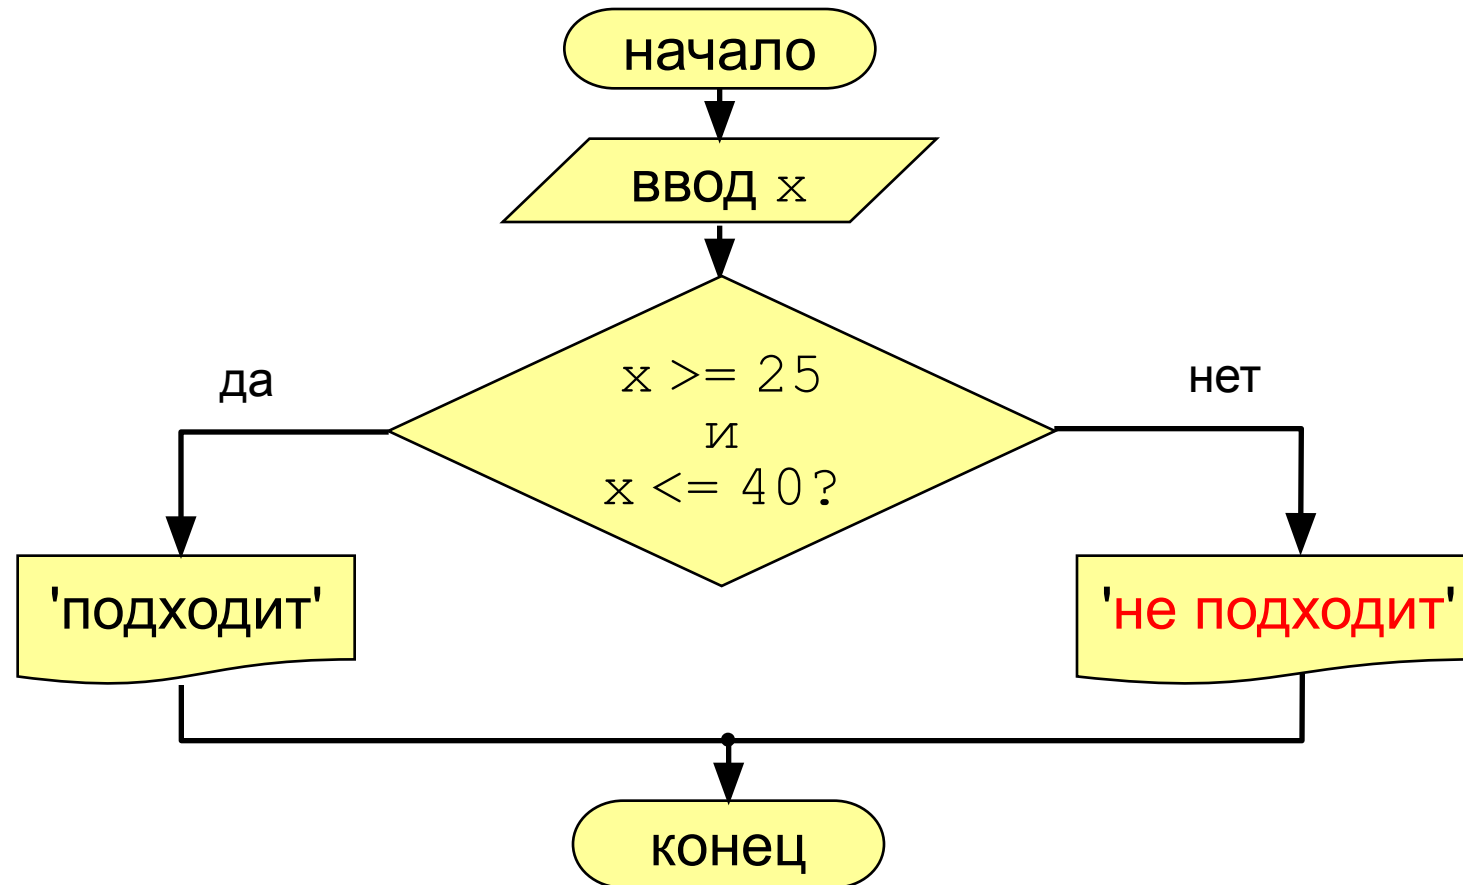 начало
ввод x
x >= 25
и
x <= 40?
да
нет
'подходит'
'не подходит'
конец